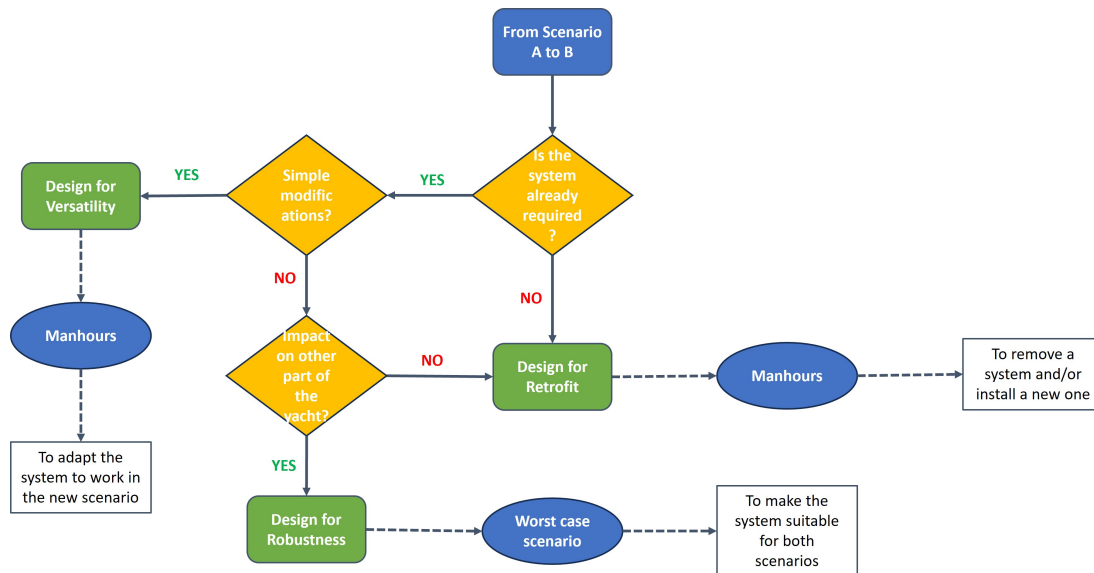 From Scenario
A to B
Is the
system
already
required
?
YES
Simple
modific
ations?
YES
Design for
Versatility
NO
NO
Manhours
Impact
on other
part of
the
yacht?
NO
Design for
Retrofit
Manhours
To remove a
system and/or
install a new one
To adapt the
system to work in
the new scenario
YES
Design for
Robustness
Worst case
scenario
To make the
system suitable
for both
scenarios